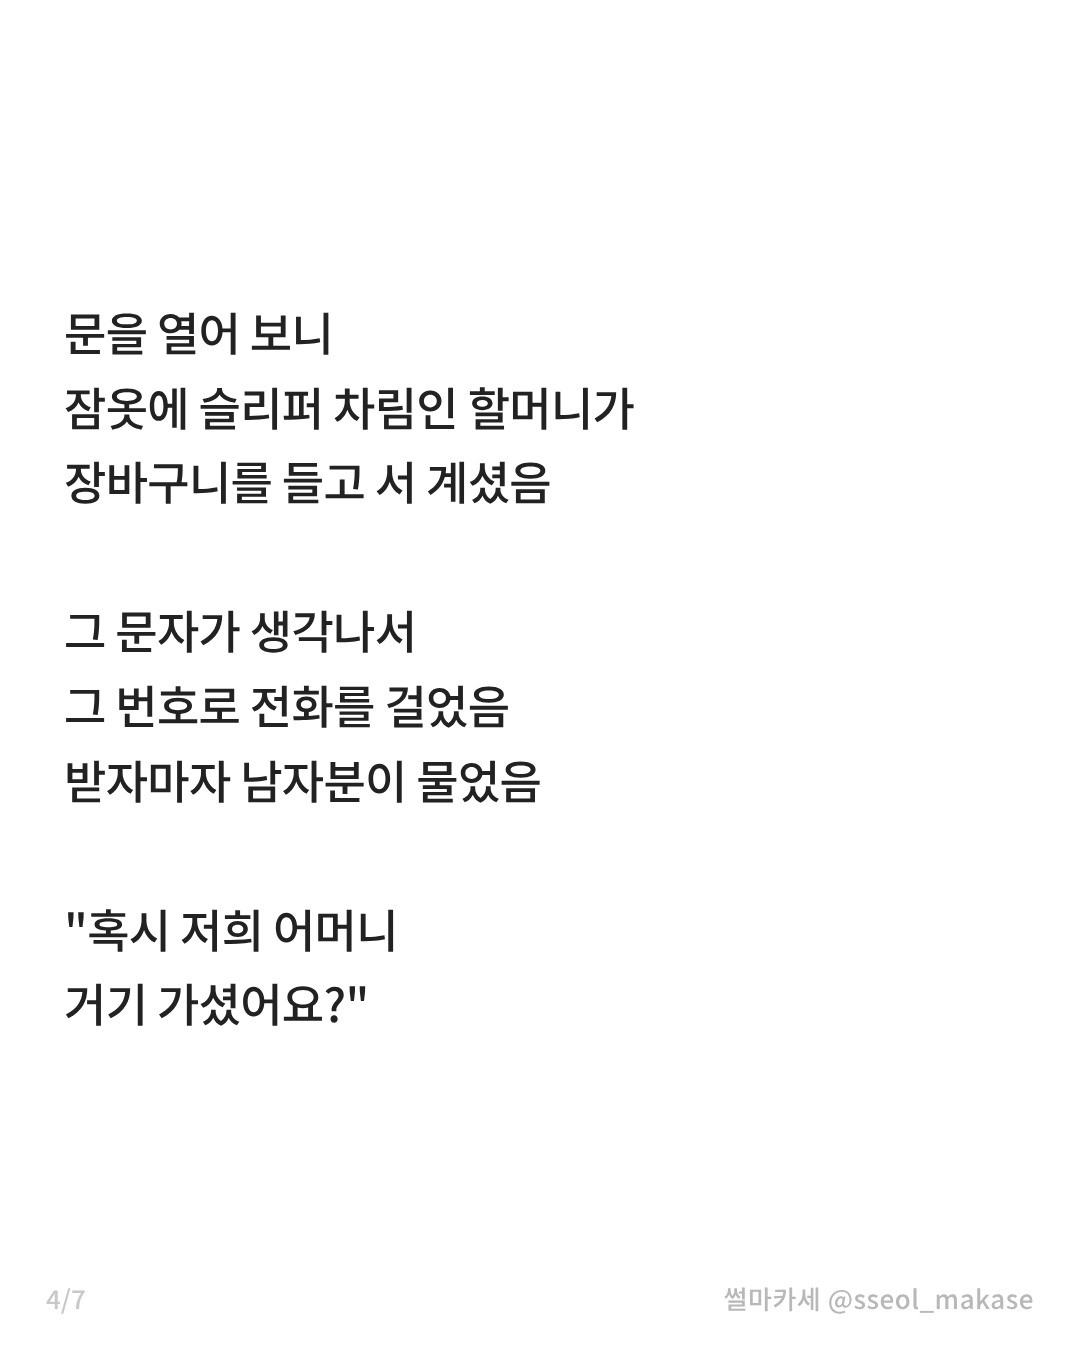 문을 열어 보니
잠옷에 슬리퍼 차림인 할머니가
장바구니를 들고 서 계셨음
그 문자가 생각나서
그 번호로 전화를 걸었음
받자마자 남자분이 물었음
"혹시 저희 어머니
거기 가셨어요?"
4/7
썰마카세 @sseol_makase